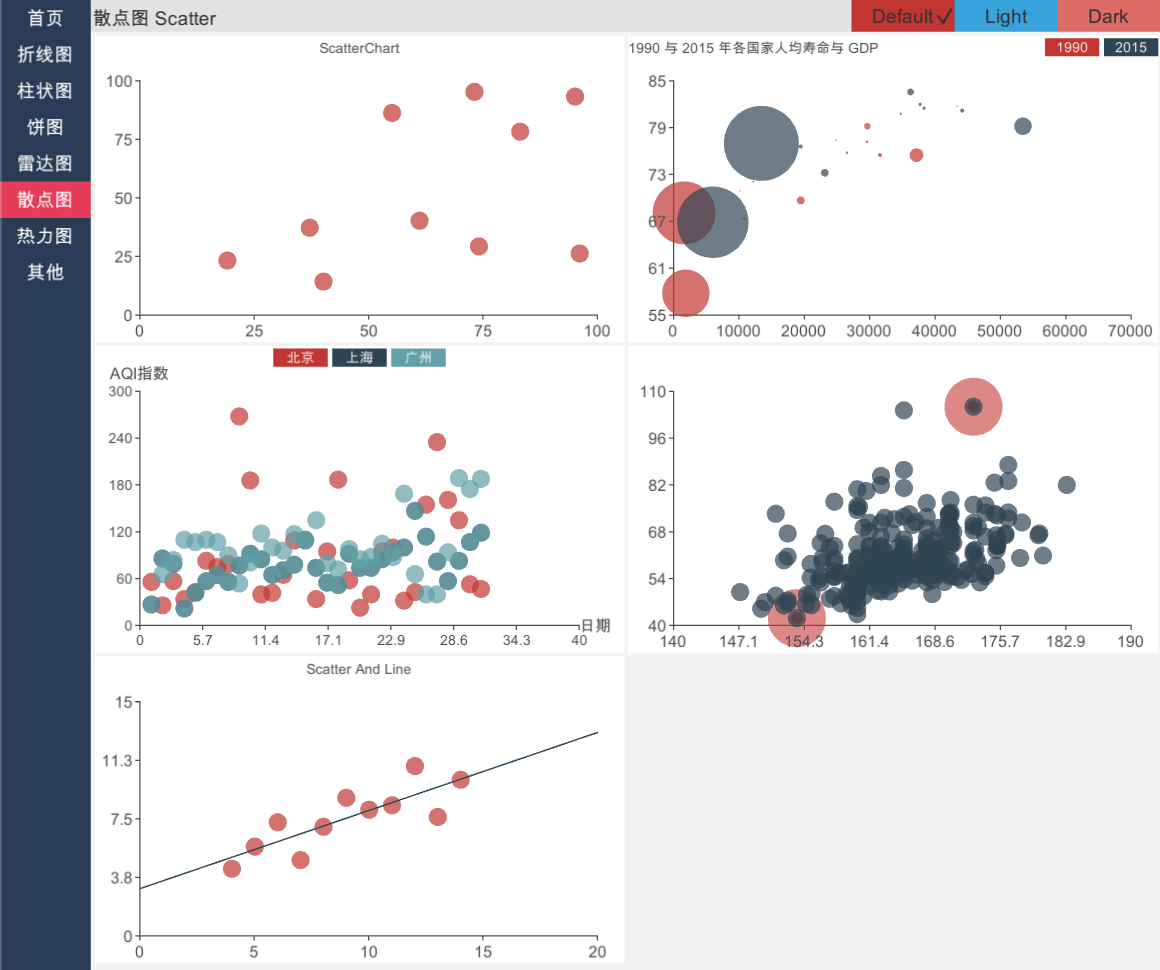 首页
折线图
柱状图
饼图
雷达图
散点图
热力图
其他
散点图 Scatter
Default Light Dark
ScatterChart
100
75
50
25
0
0 25 50 75 100
1990 与 2015 年各国家人均寿命与 GDP
1990 2015
85
79
73
67
61
55
0 10000 20000 30000 40000 50000 60000 70000
北京 上海 广州
AQI指数
300
240
180
120
60
0
日期
0 5.7 11.4 17.1 22.9 28.6 34.3 40
110
96
82
68
54
40
140 147.1 154.3 161.4 168.6 175.7 182.9 190
Scatter And Line
15
11.3
7.5
3.8
0
0 5 10 15 20